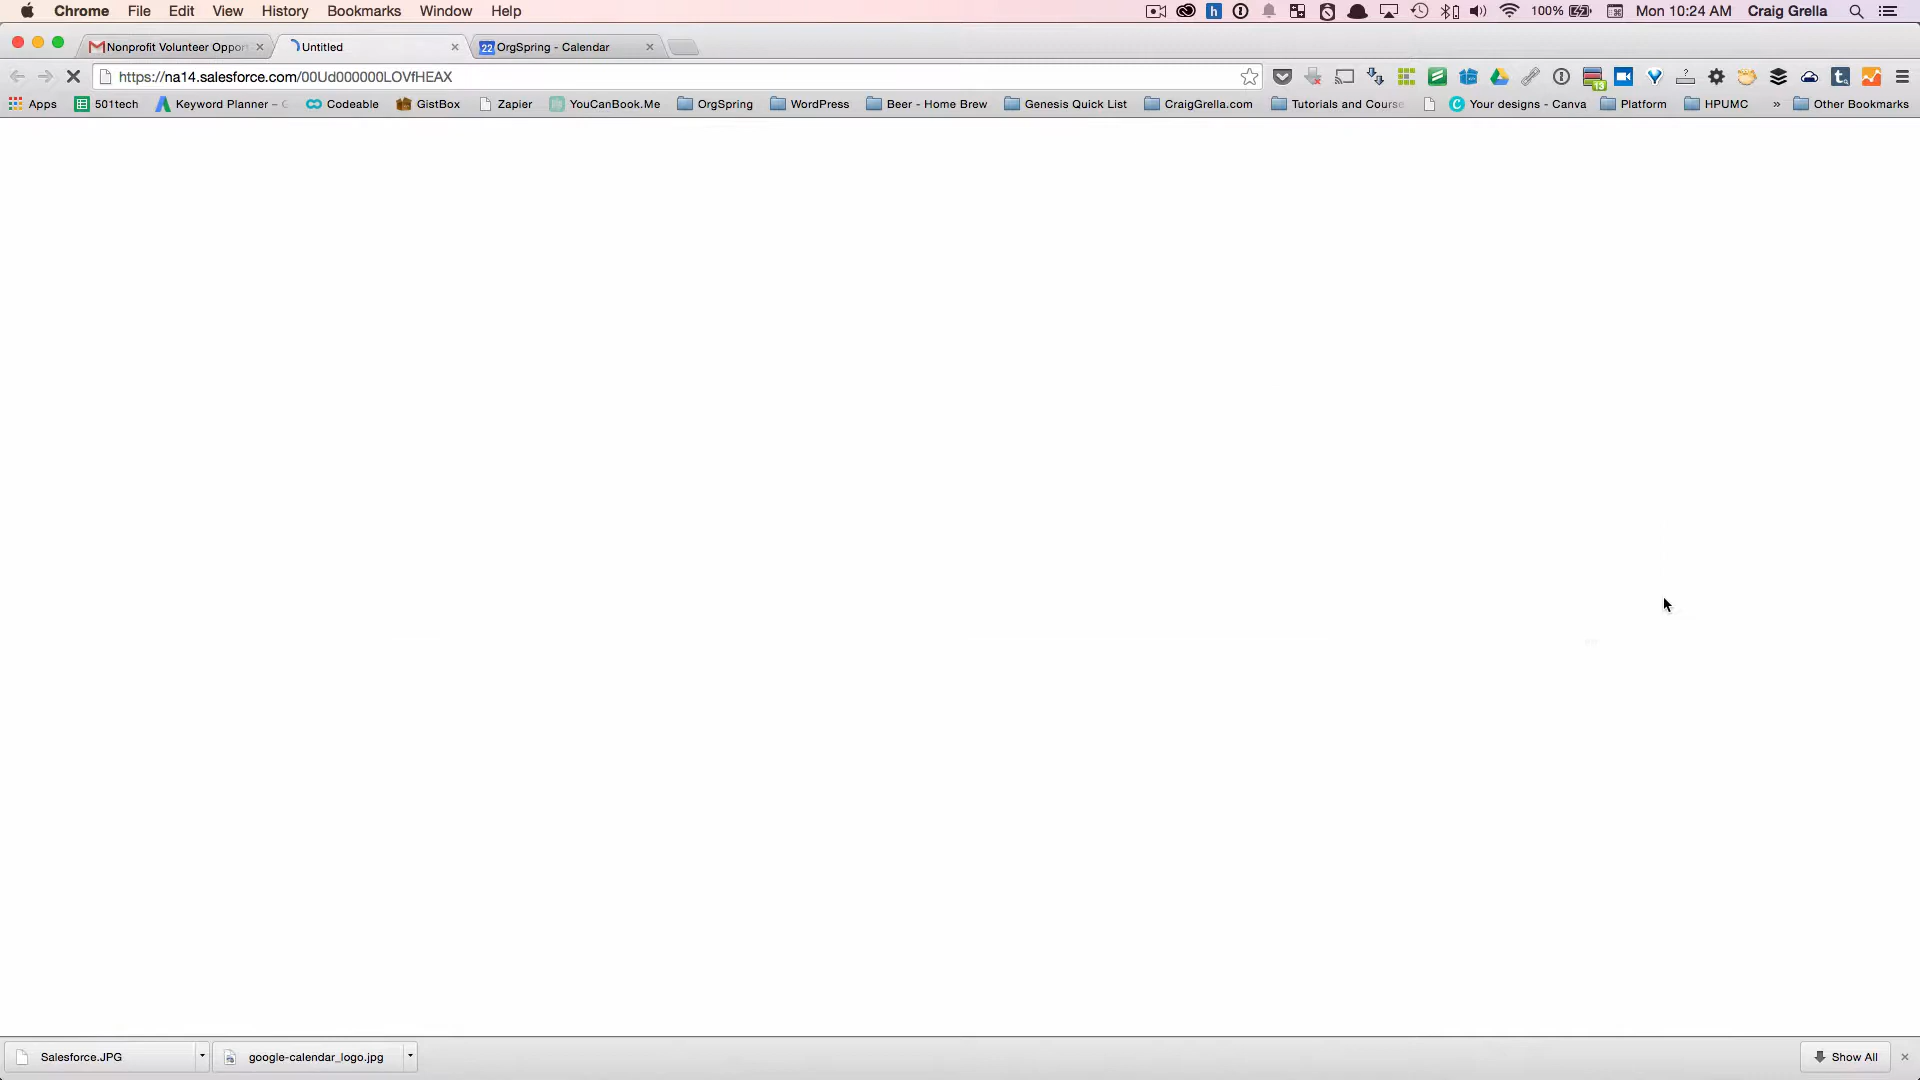 Chrome File Edit View History Bookmarks Window Help 100% Mon 10:24 AM Craig Grella
Nonprofit Volunteer Oppor Untitled 22 OrgSpring - Calendar
https://na14.salesforce.com/00Ud000000LOVfHEAX
Apps 501tech Keyword Planner – G Codeable GistBox Zapier YouCanBook.Me OrgSpring WordPress Beer - Home Brew Genesis Quick List CraigGrella.com Tutorials and Course Your designs - Canva Platform HPUMC » Other Bookmarks
Salesforce.JPG google-calendar_logo.jpg Show All